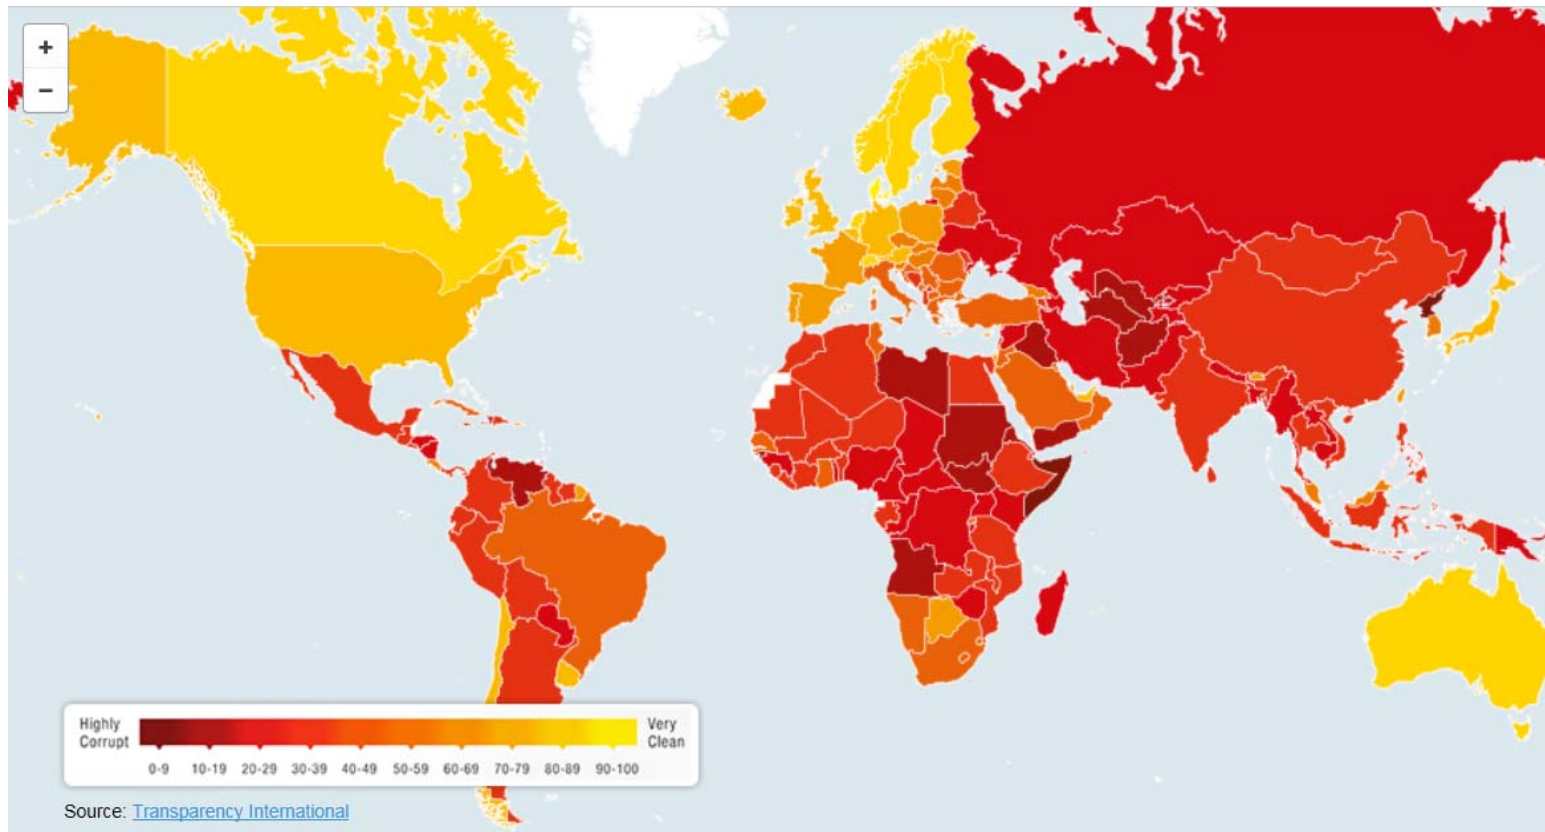 +
−
Highly
Corrupt
Very
Clean
0-9 10-19 20-29 30-39 40-49 50-59 60-69 70-79 80-89 90-100
Source: Transparency International